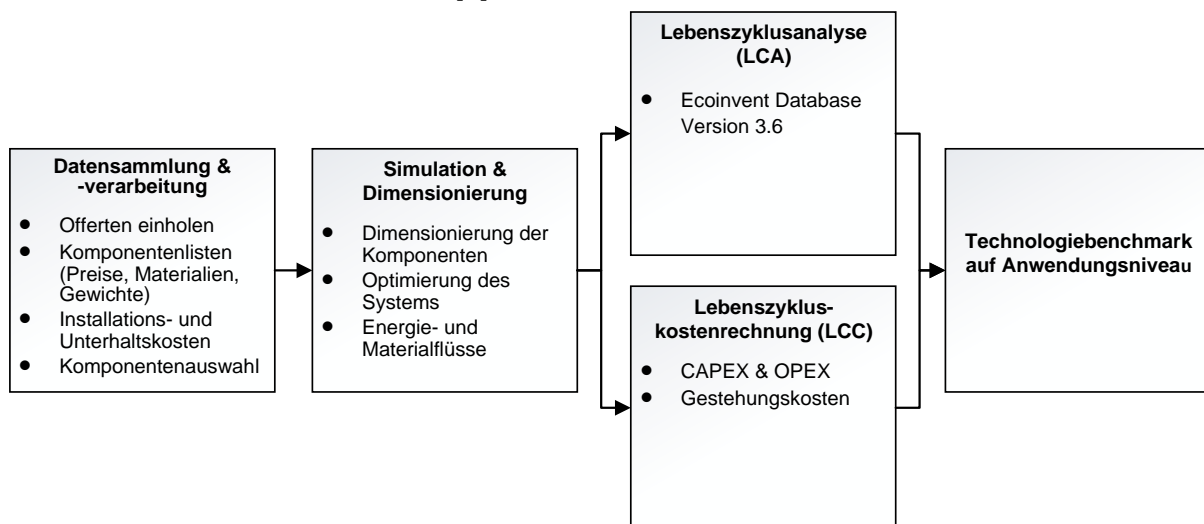 Datensammlung &
-verarbeitung
● Offerten einholen
● Komponentenlisten
(Preise, Materialien,
Gewichte)
● Installations- und
Unterhaltskosten
● Komponentenauswahl
Simulation &
Dimensionierung
● Dimensionierung der
Komponenten
● Optimierung des
Systems
● Energie- und
Materialflüsse
Lebenszyklusanalyse
(LCA)
● Ecoinvent Database
Version 3.6
Lebenszyklus-
kostenrechnung (LCC)
● CAPEX & OPEX
● Gestehungskosten
Technologiebenchmark
auf Anwendungsniveau